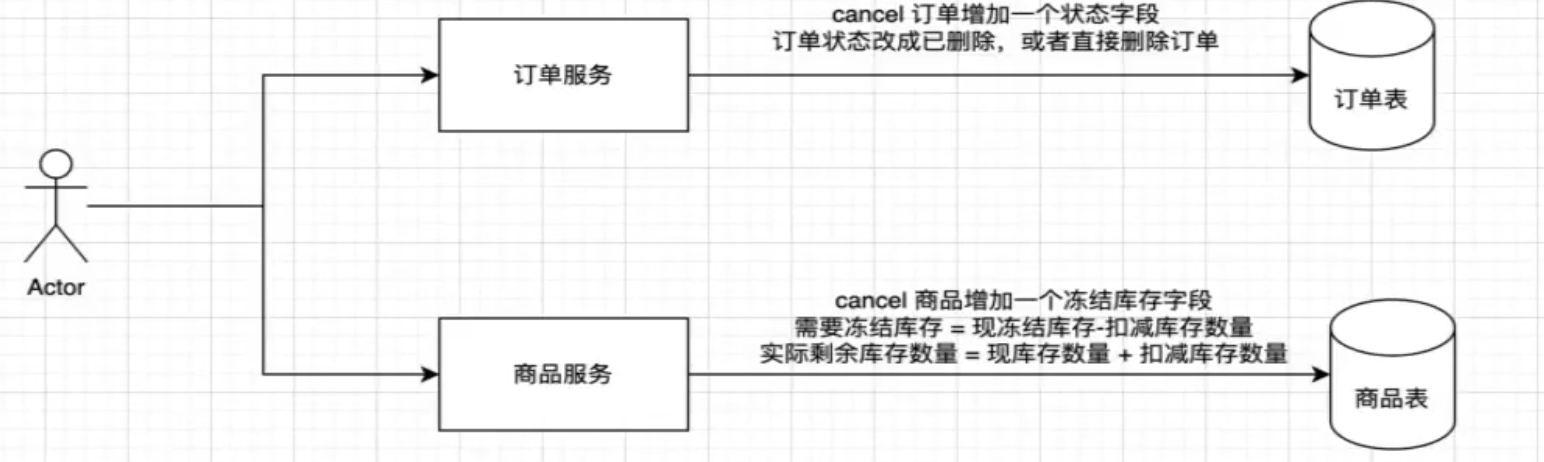 cancel 订单增加一个状态字段
订单状态改成已删除，或者直接删除订单
订单服务
订单表
Actor
cancel 商品增加一个冻结库存字段
需要冻结库存 = 现冻结库存-扣减库存数量
实际剩余库存数量 = 现库存数量 + 扣减库存数量
商品服务
商品表